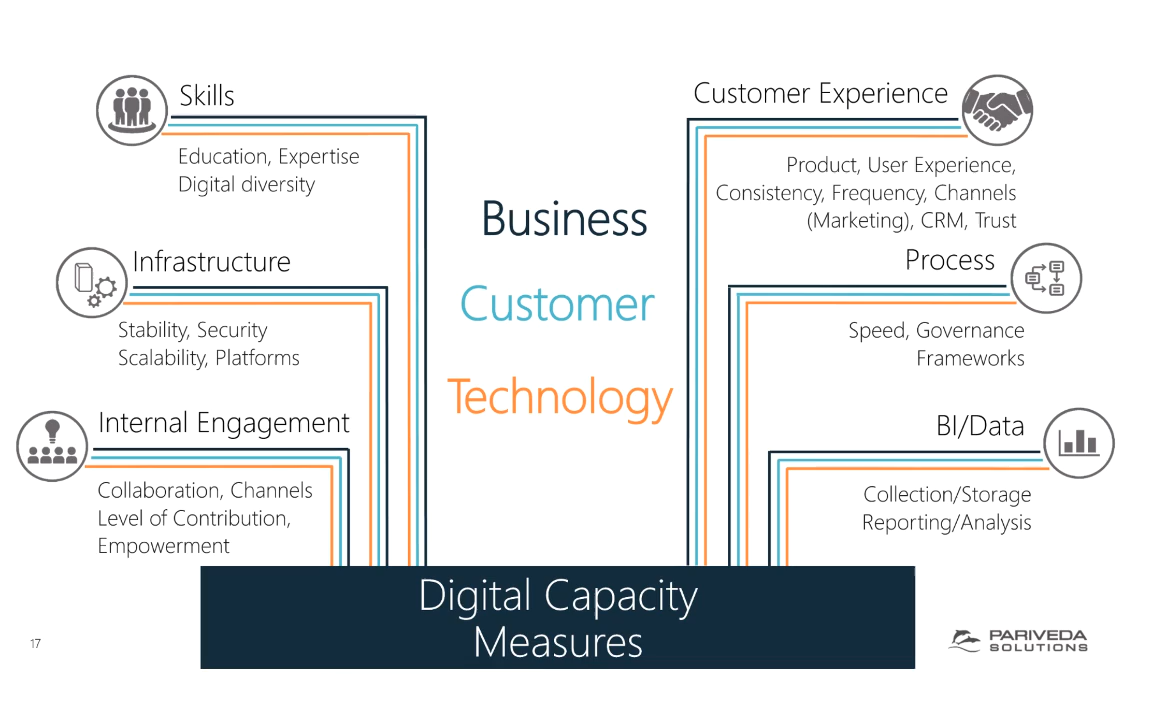 Skills
Education, Expertise
Digital diversity
Infrastructure
Stability, Security
Scalability, Platforms
Internal Engagement
Collaboration, Channels
Level of Contribution,
Empowerment
Business
Customer
Technology
Customer Experience
Product, User Experience,
Consistency, Frequency, Channels
(Marketing), CRM, Trust
Process
Speed, Governance
Frameworks
BI/Data
Collection/Storage
Reporting/Analysis
Digital Capacity
Measures
17
PARIVEDA
SOLUTIONS